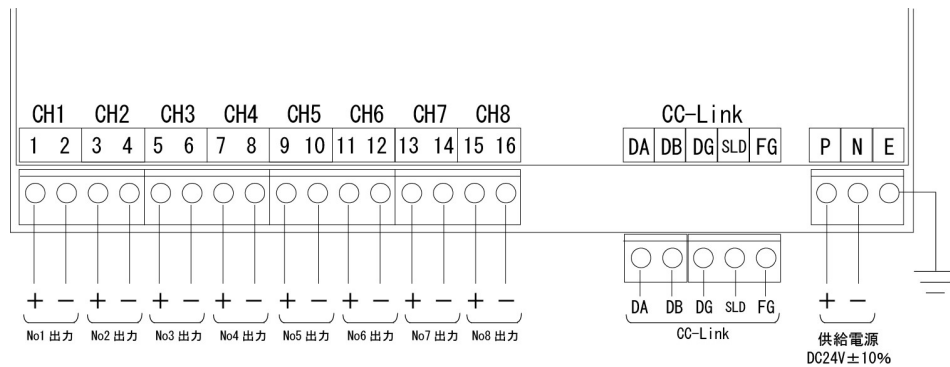 CH1 CH2 CH3 CH4 CH5 CH6 CH7 CH8 CC-Link
1 2 3 4 5 6 7 8 9 10 11 12 13 14 15 16 DA DB DG SLD FG P N E
+ − + − + − + − + − + − + − + − DA DB DG SLD FG + −
No1 出力 No2 出力 No3 出力 No4 出力 No5 出力 No6 出力 No7 出力 No8 出力 CC-Link 供給電源
DC24V±10%